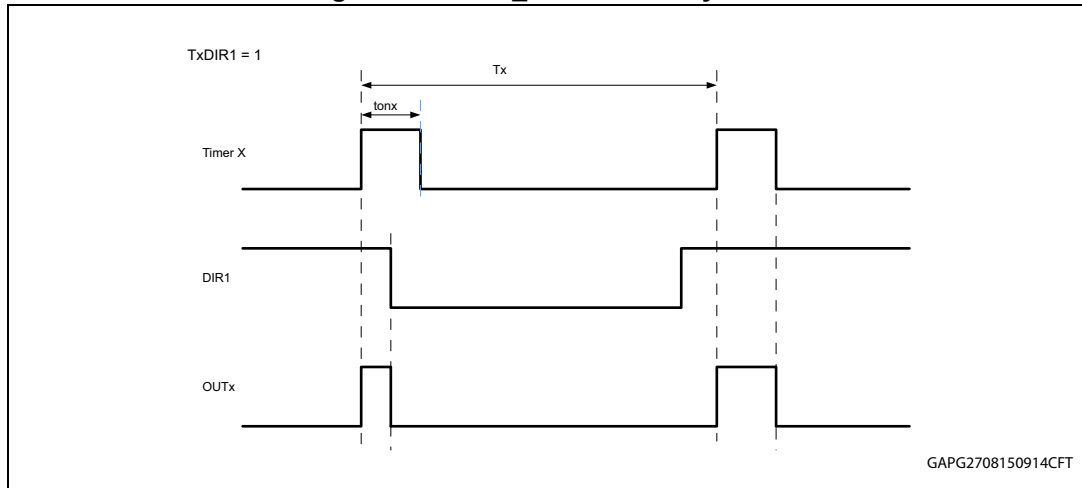 TxDIR1 = 1
Tx
tonx
Timer X
DIR1
OUTx
GAPG2708150914CFT